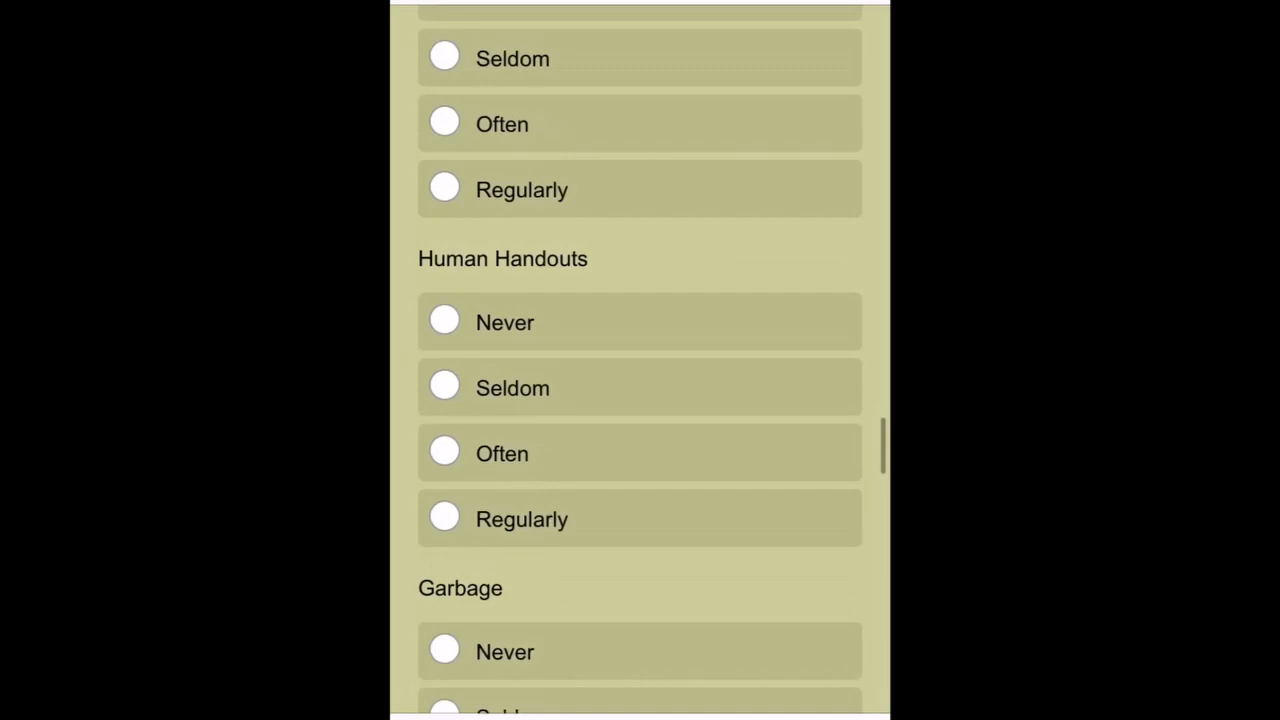 Seldom
Often
Regularly
Human Handouts
Never
Seldom
Often
Regularly
Garbage
Never